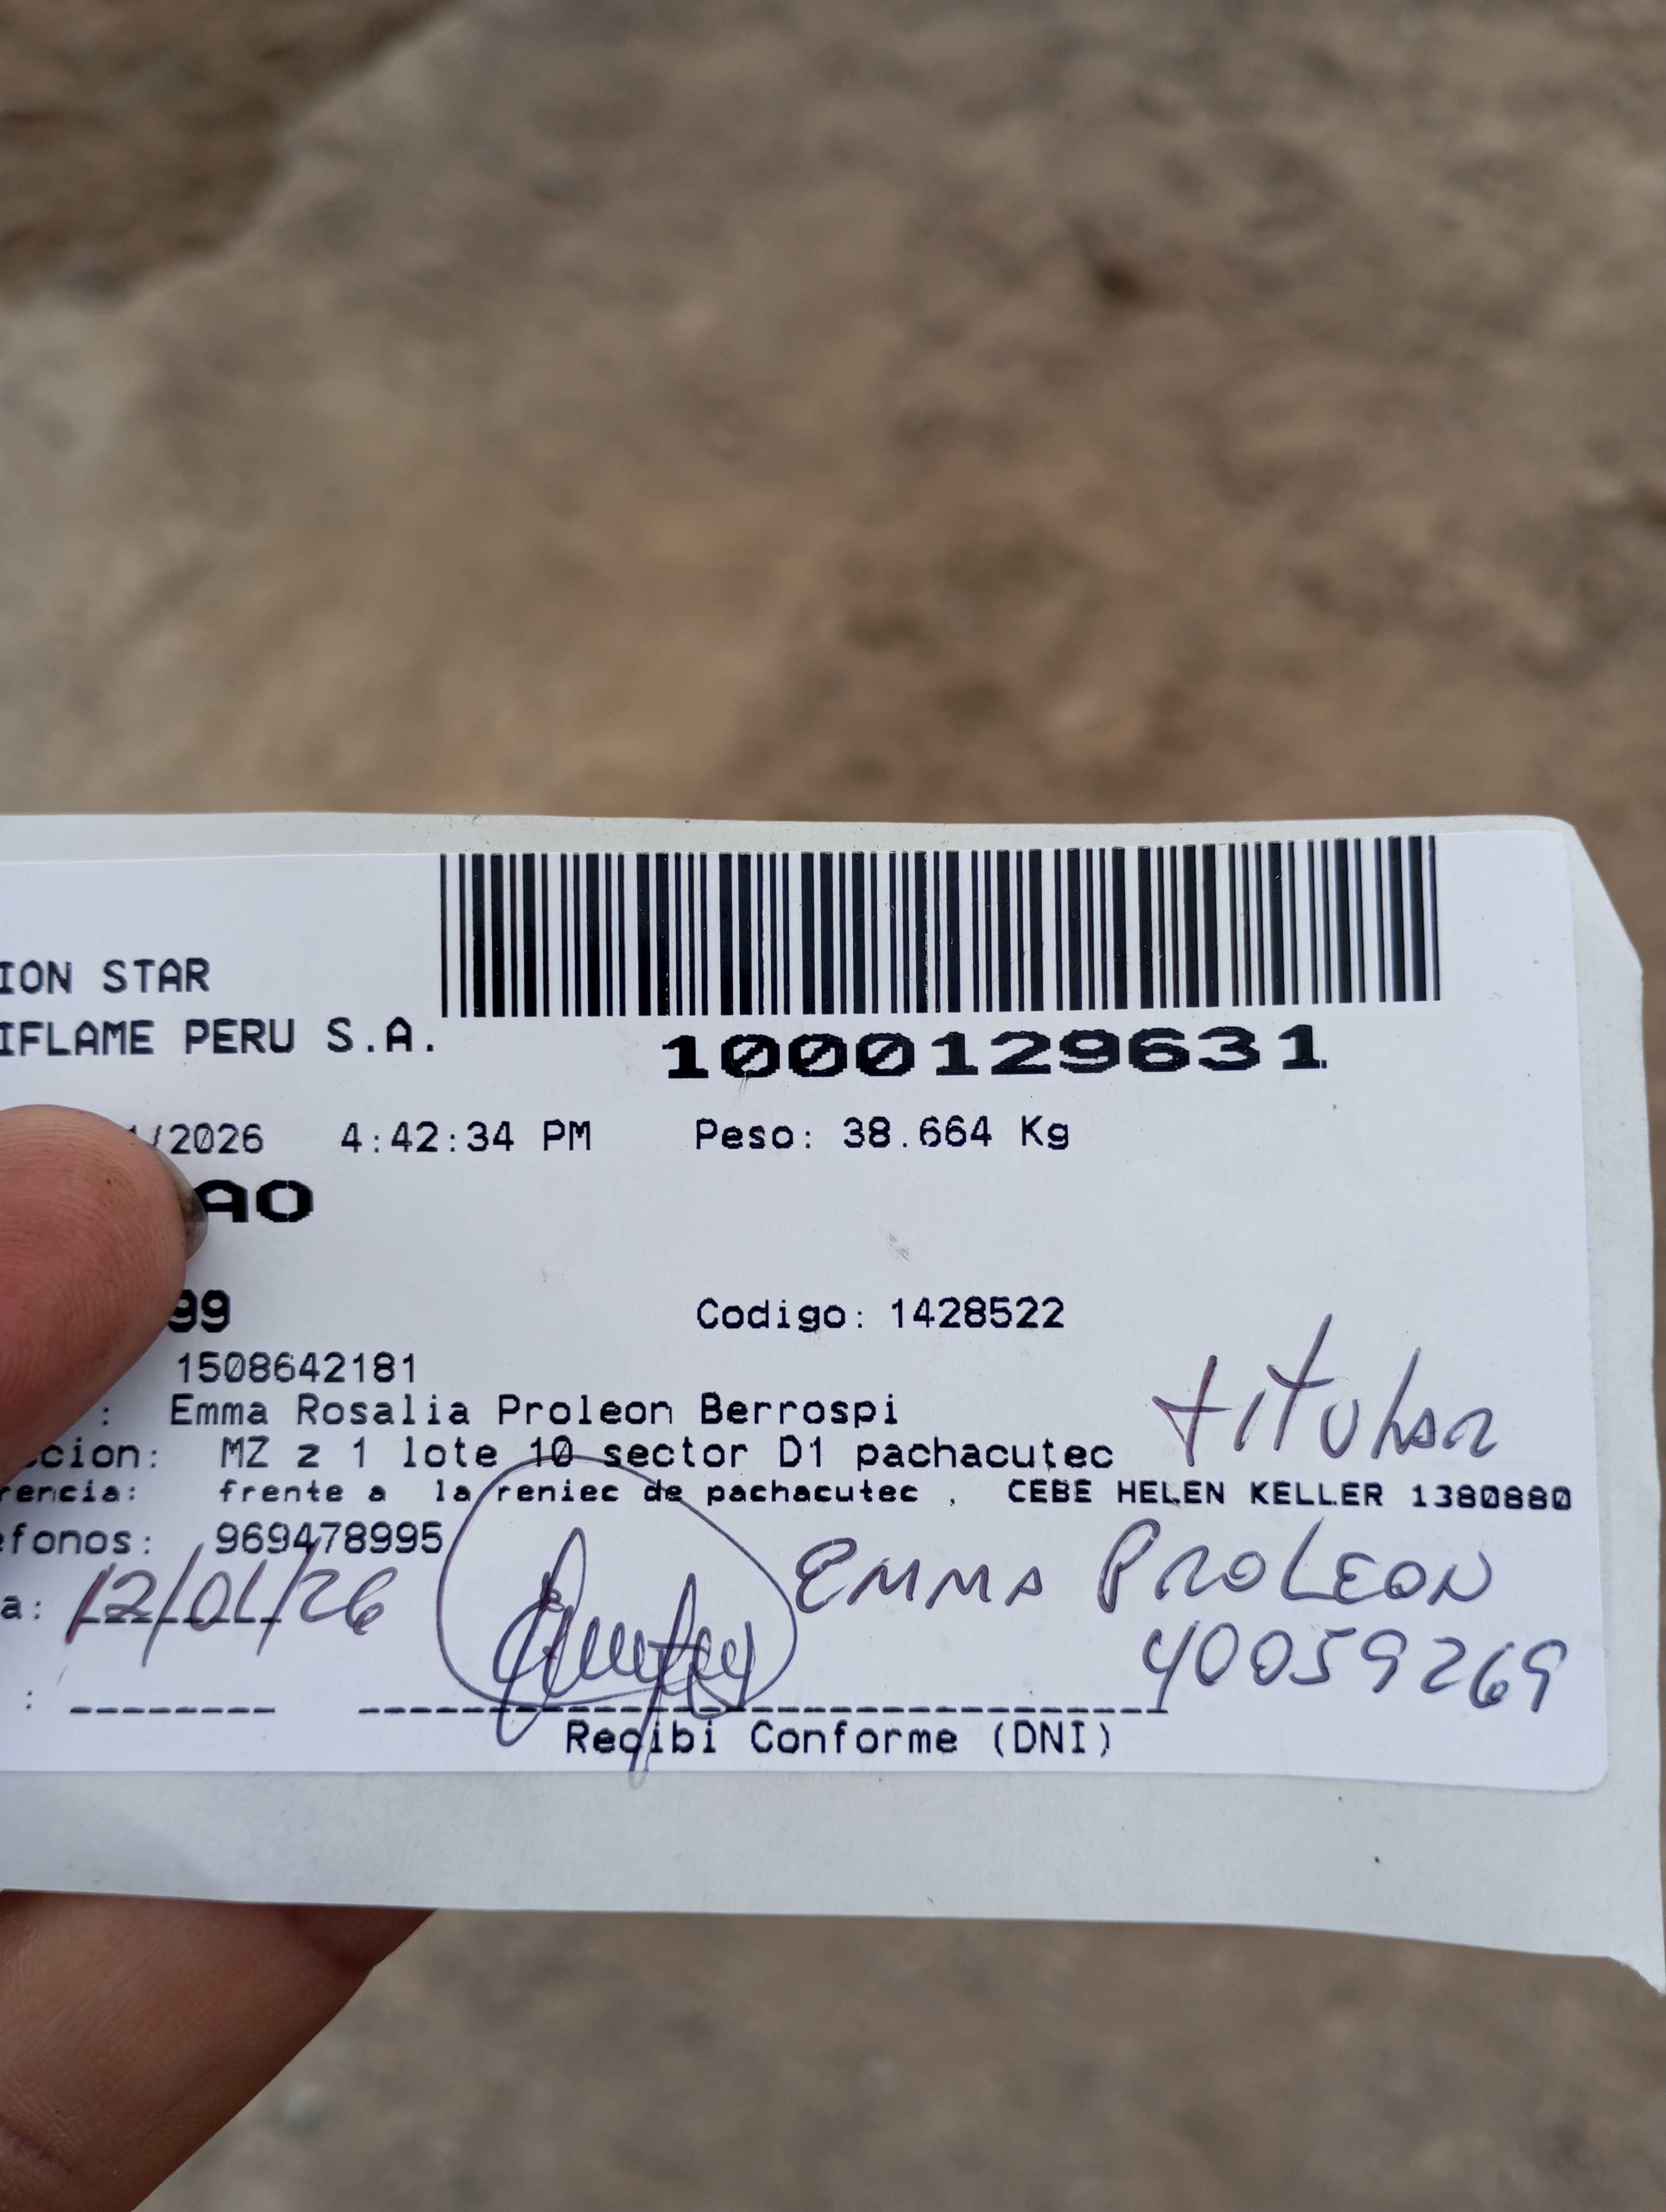 ION STAR
IFLAME PERU S.A.
1000129631
1/2026 4:42:34 PM Peso: 38.664 Kg
AO
99 Codigo: 1428522
1508642181
: Emma Rosalia Proleon Berrospi
titular
cion: MZ z 1 lote 10 sector D1 pachacutec
rencia: frente a la reniec de pachacutec , CEBE HELEN KELLER 1380880
efonos: 969478995
a: 12/01/26
EMMA PROLEON
40059269
: -------- 
Recibi Conforme (DNI)